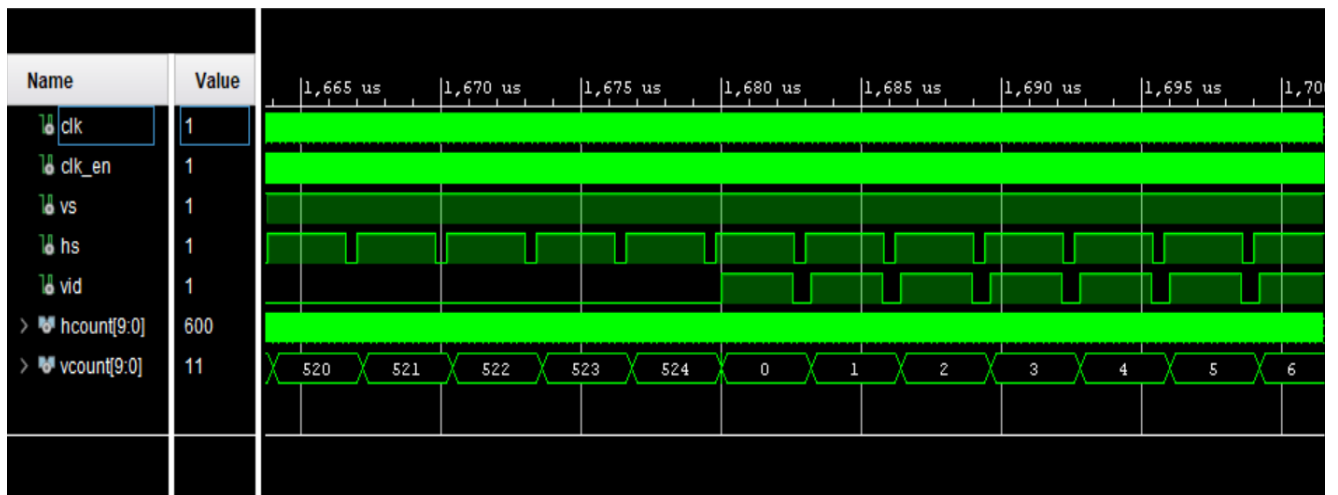 Name Value
1,665 us 1,670 us 1,675 us 1,680 us 1,685 us 1,690 us 1,695 us 1,70
clk 1
clk_en 1
vs 1
hs 1
vid 1
hcount[9:0] 600
vcount[9:0] 11 520 521 522 523 524 0 1 2 3 4 5 6